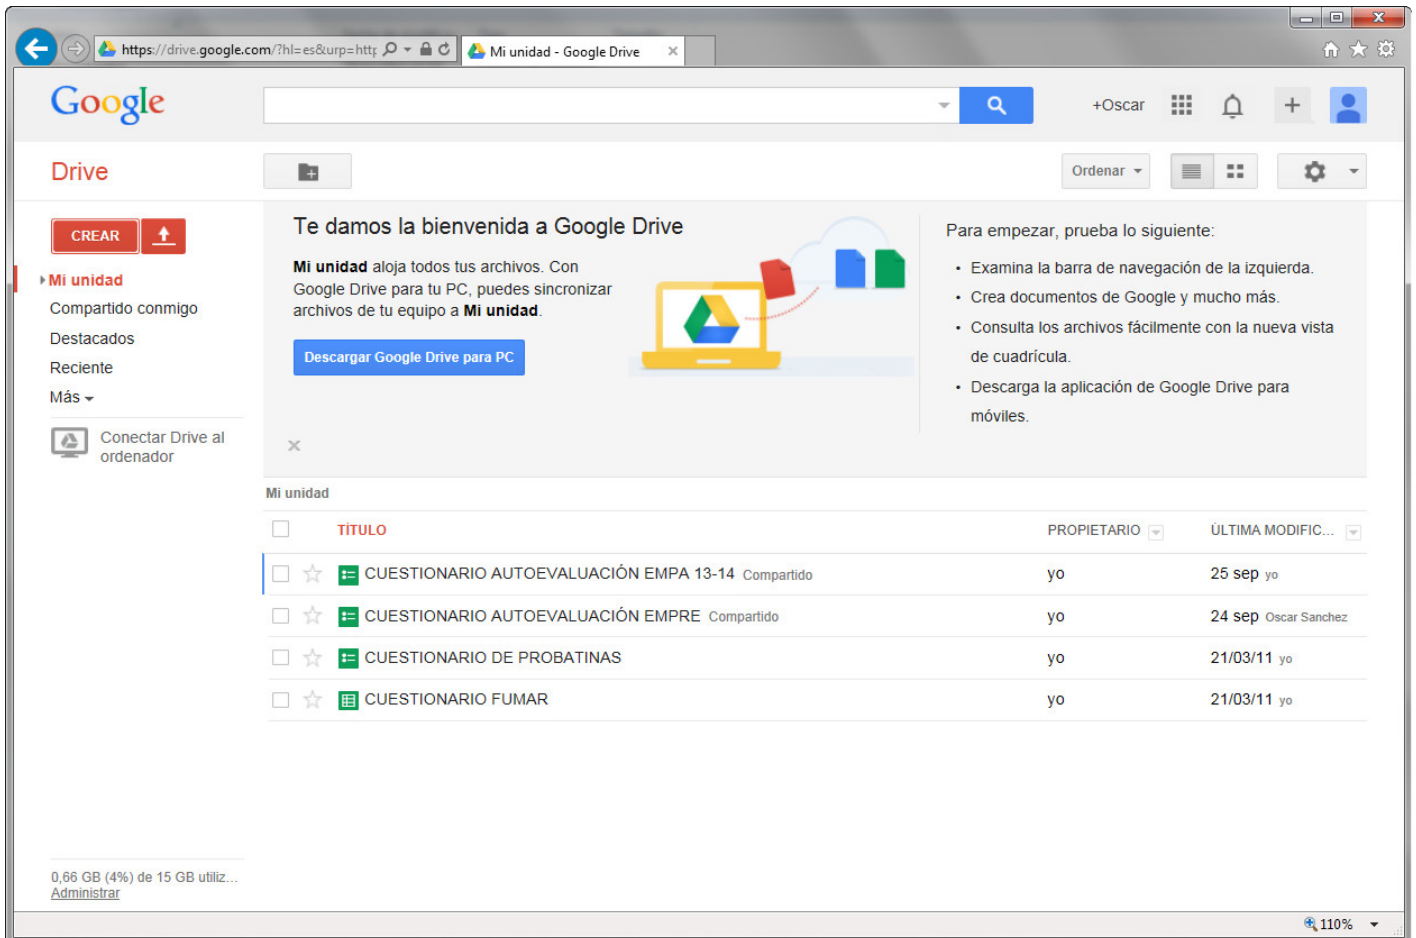 https://drive.google.com/?hl=es&urp=http
Mi unidad - Google Drive
Google
+Oscar
Drive
Ordenar
CREAR
Mi unidad
Compartido conmigo
Destacados
Reciente
Más
Conectar Drive al
ordenador
Te damos la bienvenida a Google Drive
Mi unidad aloja todos tus archivos. Con
Google Drive para tu PC, puedes sincronizar
archivos de tu equipo a Mi unidad.
Descargar Google Drive para PC
Para empezar, prueba lo siguiente:
• Examina la barra de navegación de la izquierda.
• Crea documentos de Google y mucho más.
• Consulta los archivos fácilmente con la nueva vista
de cuadrícula.
• Descarga la aplicación de Google Drive para
móviles.
Mi unidad
TÍTULO PROPIETARIO ÚLTIMA MODIFIC...
CUESTIONARIO AUTOEVALUACIÓN EMPA 13-14 Compartido yo 25 sep yo
CUESTIONARIO AUTOEVALUACIÓN EMPRE Compartido yo 24 sep Oscar Sanchez
CUESTIONARIO DE PROBATINAS yo 21/03/11 yo
CUESTIONARIO FUMAR yo 21/03/11 yo
0,66 GB (4%) de 15 GB utiliz...
Administrar
110%